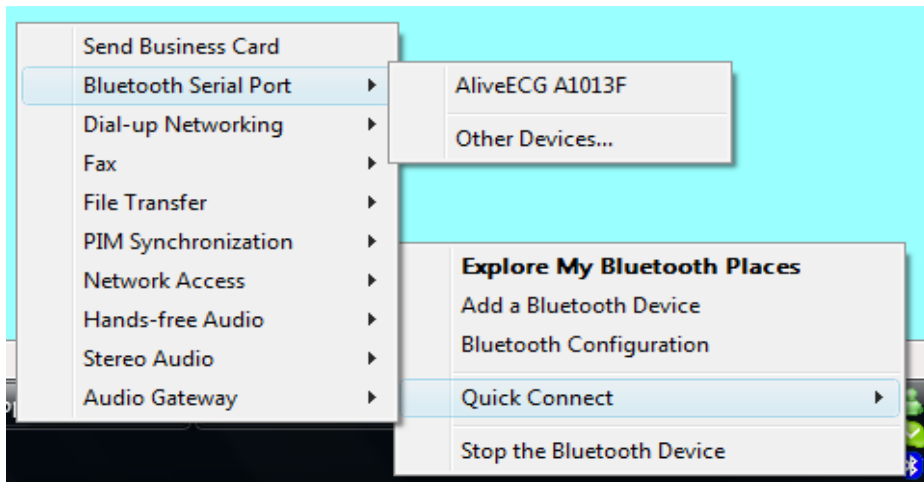 Send Business Card
Bluetooth Serial Port
Dial-up Networking
Fax
File Transfer
PIM Synchronization
Network Access
Hands-free Audio
Stereo Audio
Audio Gateway
AliveECG A1013F
Other Devices...
Explore My Bluetooth Places
Add a Bluetooth Device
Bluetooth Configuration
Quick Connect
Stop the Bluetooth Device